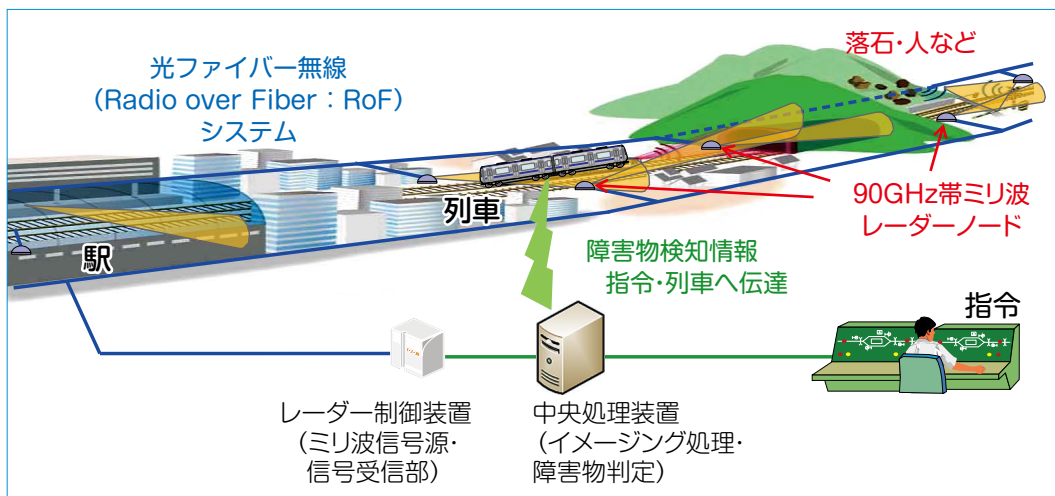 落石・人など
光ファイバー無線
（Radio over Fiber：RoF）
システム
90GHz帯ミリ波
レーダーノード
列車
駅
障害物検知情報
指令・列車へ伝達
指令
レーダー制御装置
（ミリ波信号源・
信号受信部）
中央処理装置
（イメージング処理・
障害物判定）